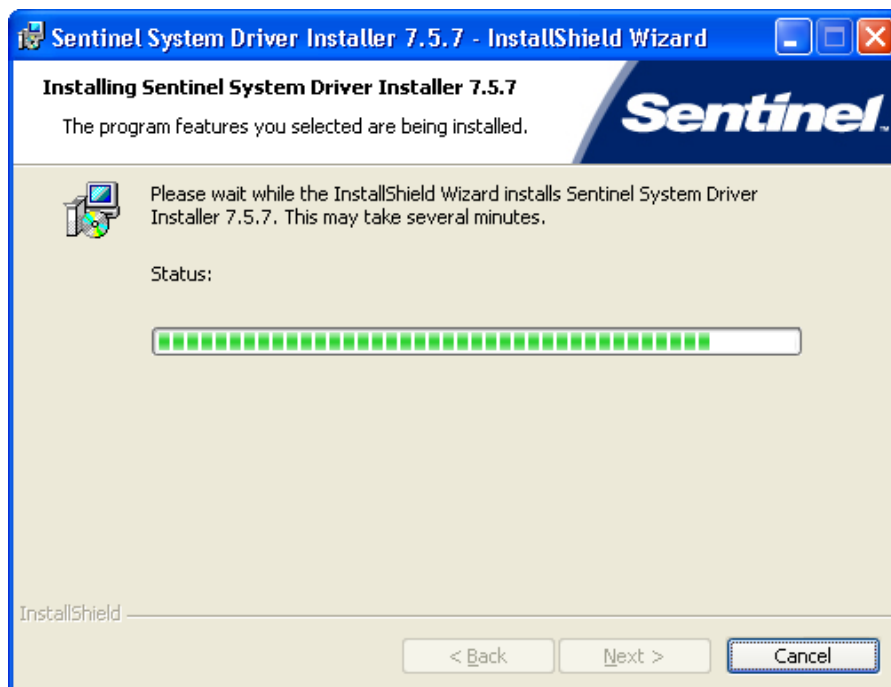 Sentinel System Driver Installer 7.5.7 - InstallShield Wizard
Installing Sentinel System Driver Installer 7.5.7
The program features you selected are being installed.
Sentinel™
Please wait while the InstallShield Wizard installs Sentinel System Driver
Installer 7.5.7. This may take several minutes.
Status:
InstallShield
< Back
Next >
Cancel